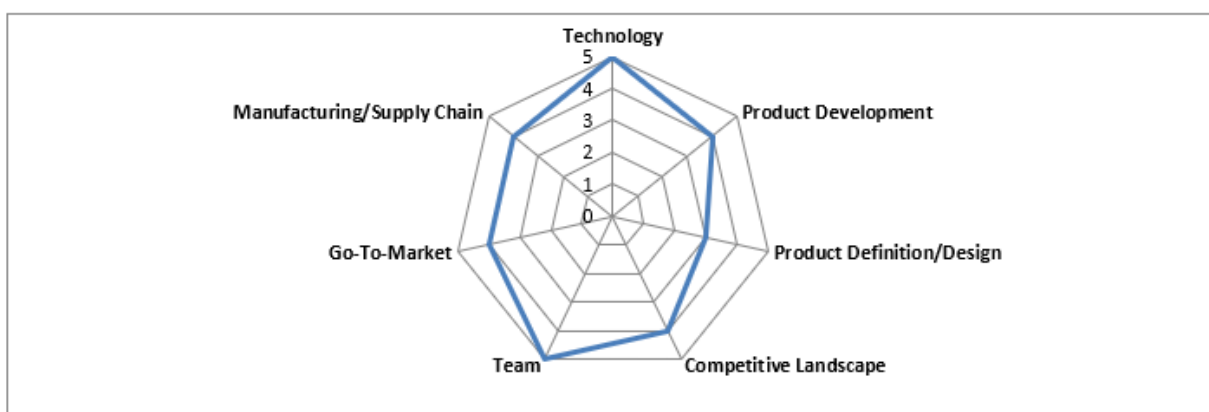 Technology
5
Manufacturing/Supply Chain
4
Product Development
3
2
1
0
Go-To-Market
Product Definition/Design
Team
Competitive Landscape